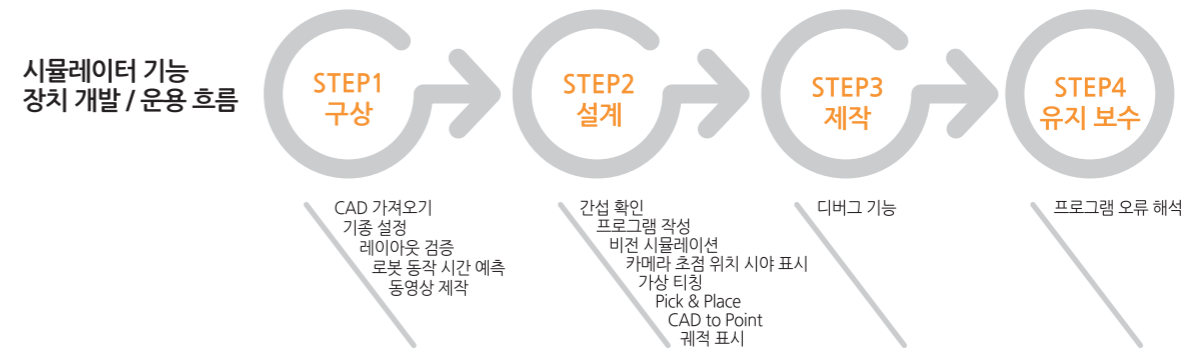 시뮬레이터 기능
장치 개발 / 운용 흐름
STEP1
구상
STEP2
설계
STEP3
제작
STEP4
유지 보수
CAD 가져오기
기종 설정
레이아웃 검증
로봇 동작 시간 예측
동영상 제작
간섭 확인
프로그램 작성
비전 시뮬레이션
카메라 초점 위치 시야 표시
가상 티칭
Pick & Place
CAD to Point
궤적 표시
디버그 기능
프로그램 오류 해석